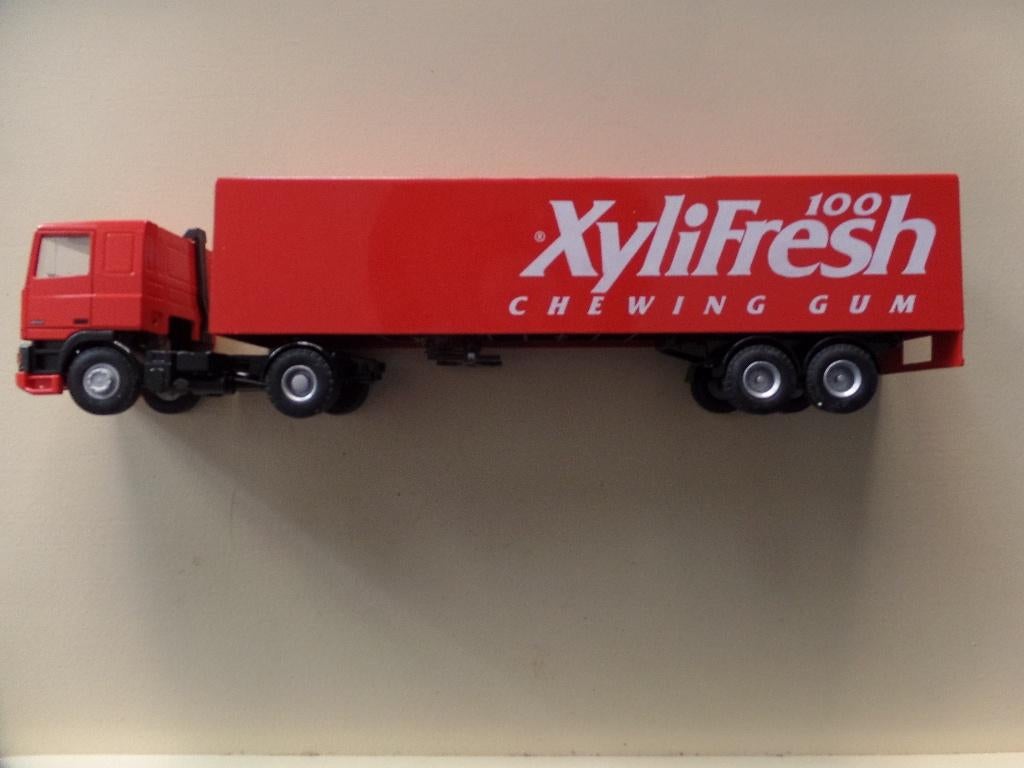 100
® XyliFresh
CHEWING GUM